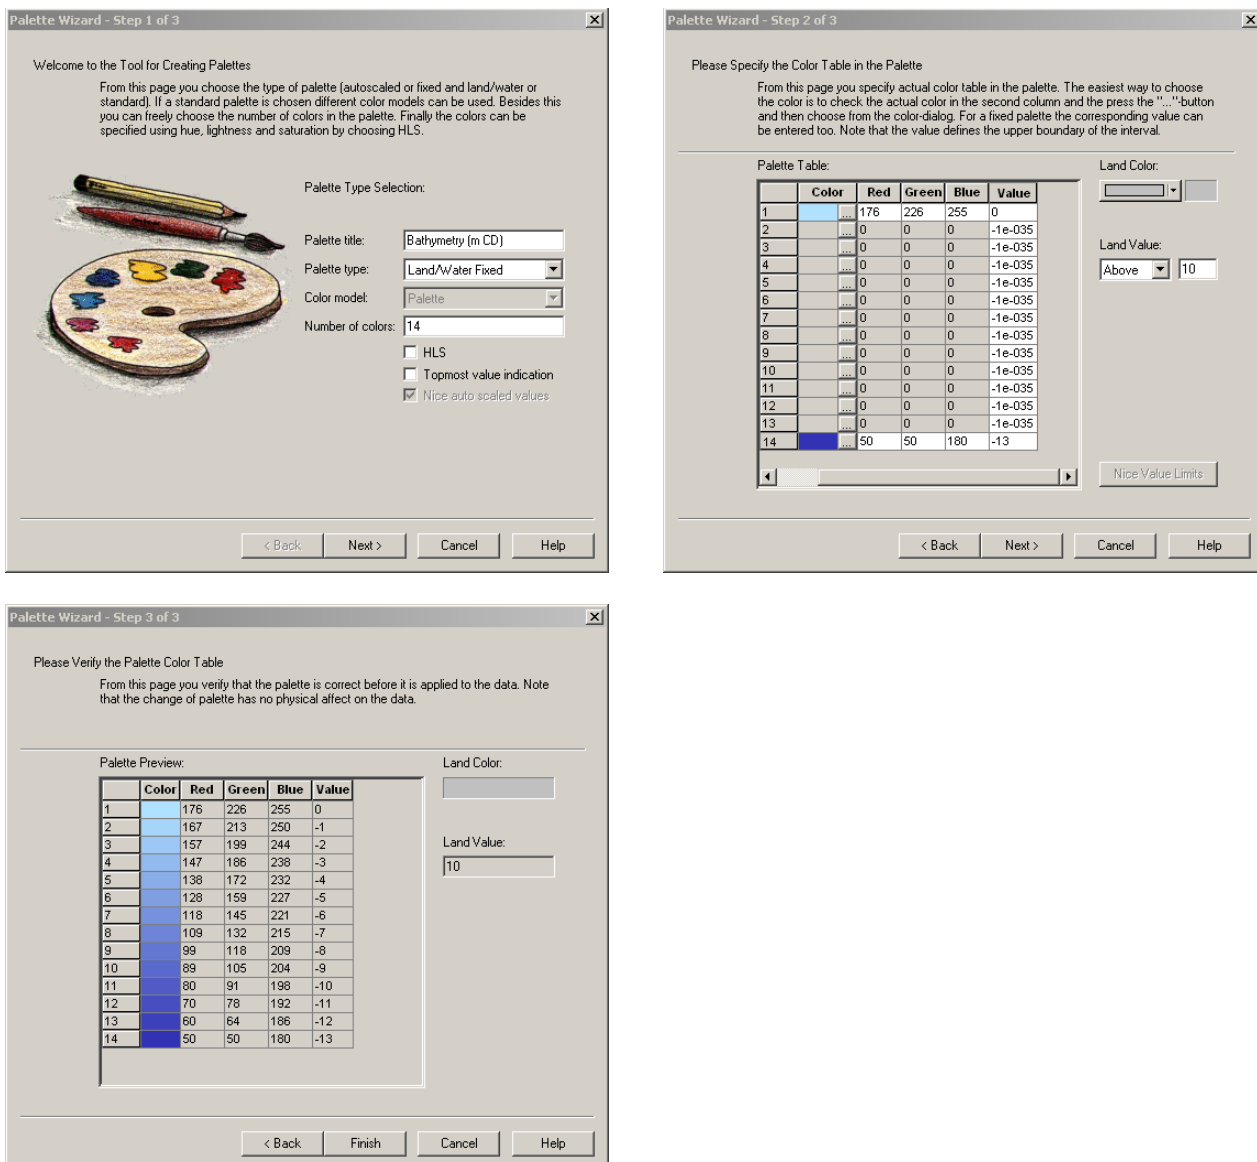 Palette Wizard - Step 1 of 3
Welcome to the Tool for Creating Palettes
From this page you choose the type of palette (autoscaled or fixed and land/water or
standard). If a standard palette is chosen different color models can be used. Besides this
you can freely choose the number of colors in the palette. Finally the colors can be
specified using hue, lightness and saturation by choosing HLS.
Palette Type Selection:
Palette title: Bathymetry (m CD)
Palette type: Land/Water Fixed
Color model: Palette
Number of colors: 14
HLS
Topmost value indication
Nice auto scaled values
< Back Next > Cancel Help
Palette Wizard - Step 2 of 3
Please Specify the Color Table in the Palette
From this page you specify actual color table in the palette. The easiest way to choose
the color is to check the actual color in the second column and the press the "..."-button
and then choose from the color-dialog. For a fixed palette the corresponding value can
be entered too. Note that the value defines the upper boundary of the interval.
Palette Table: Land Color:
Color Red Green Blue Value
1 ... 176 226 255 0
2 ... 0 0 0 -1e-035
3 ... 0 0 0 -1e-035
4 ... 0 0 0 -1e-035
5 ... 0 0 0 -1e-035
6 ... 0 0 0 -1e-035
7 ... 0 0 0 -1e-035
8 ... 0 0 0 -1e-035
9 ... 0 0 0 -1e-035
10 ... 0 0 0 -1e-035
11 ... 0 0 0 -1e-035
12 ... 0 0 0 -1e-035
13 ... 0 0 0 -1e-035
14 ... 50 50 180 -13
Land Value:
Above 10
Nice Value Limits
< Back Next > Cancel Help
Palette Wizard - Step 3 of 3
Please Verify the Palette Color Table
From this page you verify that the palette is correct before it is applied to the data. Note
that the change of palette has no physical affect on the data.
Palette Preview: Land Color:
Color Red Green Blue Value
1 176 226 255 0
2 167 213 250 -1
3 157 199 244 -2
4 147 186 238 -3
5 138 172 232 -4
6 128 159 227 -5
7 118 145 221 -6
8 109 132 215 -7
9 99 118 209 -8
10 89 105 204 -9
11 80 91 198 -10
12 70 78 192 -11
13 60 64 186 -12
14 50 50 180 -13
Land Value:
10
< Back Finish Cancel Help